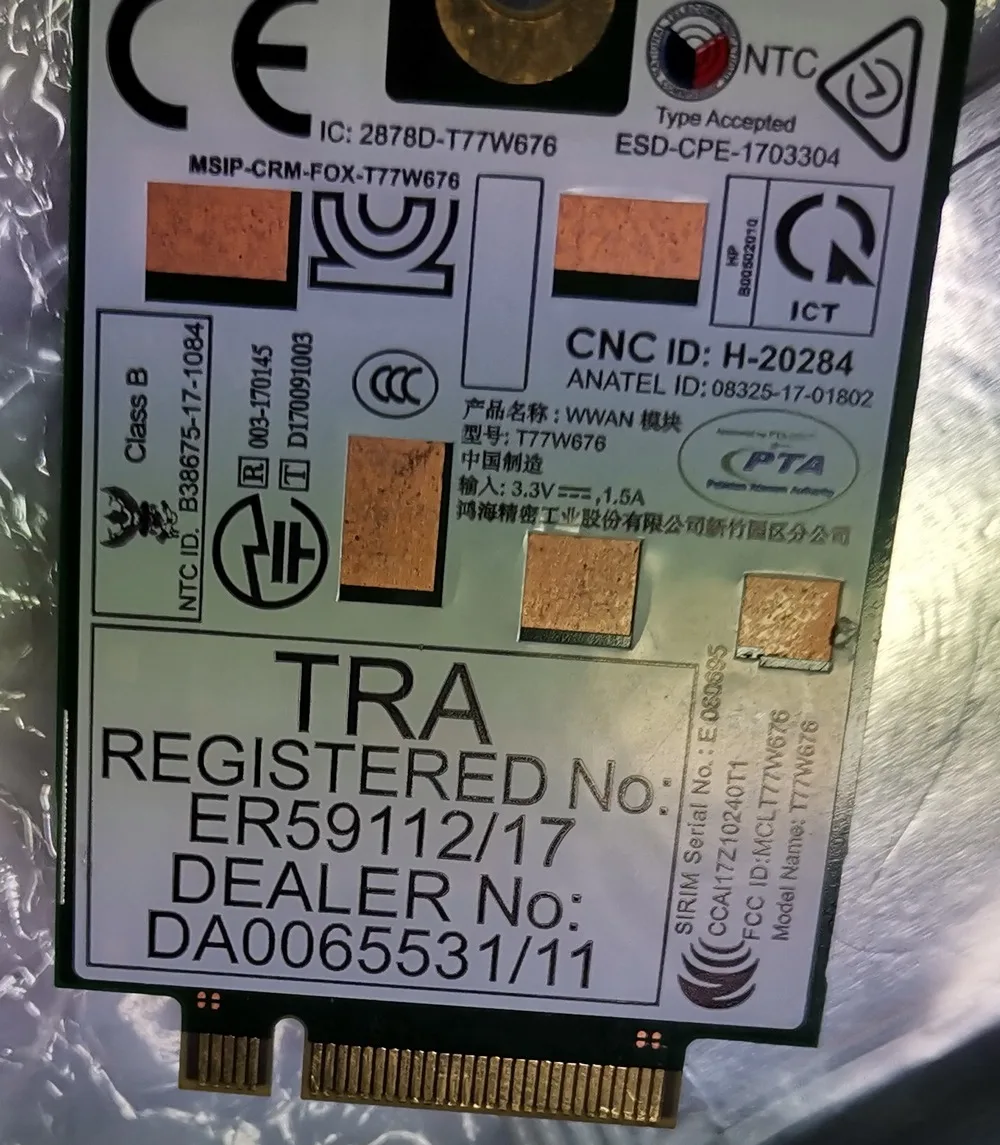 CE
NTC
Type Accepted
ESD-CPE-1703304
IC: 2878D-T77W676
MSIP-CRM-FOX-T77W676
HP
B00502010
ICT
CNC ID: H-20284
ANATEL ID: 08325-17-01802
Class B
NTC ID. B38675-17-1084
R 003-170145
T D170091003
CCC
产品名称 : WWAN 模块
型号: T77W676
中国制造
输入: 3.3V⎓,1.5A
鸿海精密工业股份有限公司新竹园区分公司
PTA
TRA
REGISTERED No:
ER59112/17
DEALER No:
DA0065531/11
SIRIM Serial No. : E
CCAI17Z10240T1
FCC ID:MCLT77W676
Model Name: T77W676